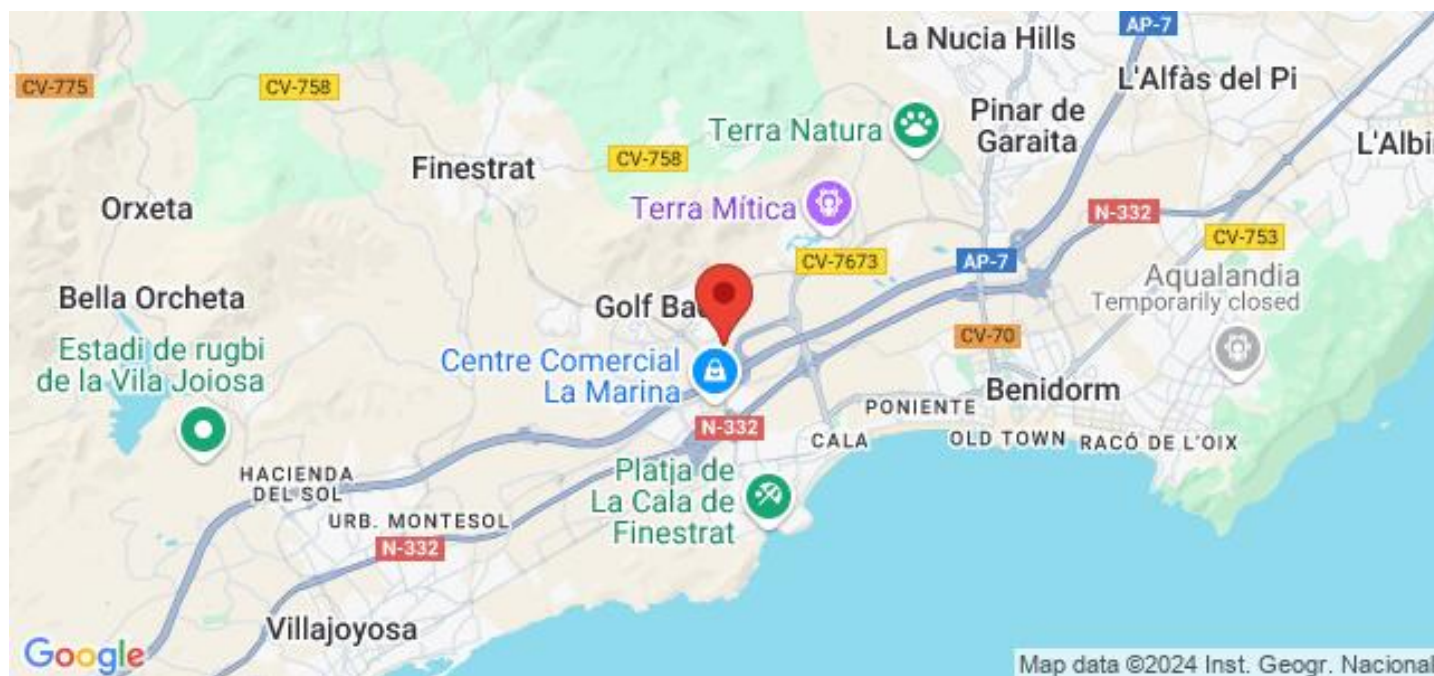 AP-7
La Nucia Hills
L'Alfàs del Pi
CV-775
CV-758
Pinar de
Garaita
Terra Natura
L'Albi
Finestrat
CV-758
Orxeta
Terra Mítica
N-332
CV-753
CV-7673
AP-7
Aqualandia
Temporarily closed
Bella Orcheta
Golf Ba
Estadi de rugbi
de la Vila Joiosa
CV-70
Centre Comercial
La Marina
Benidorm
PONIENTE
N-332
CALA
OLD TOWN
RACÓ DE L'OIX
HACIENDA
DEL SOL
Platja de
La Cala de
Finestrat
URB. MONTESOL
N-332
Villajoyosa
Google
Map data ©2024 Inst. Geogr. Nacional